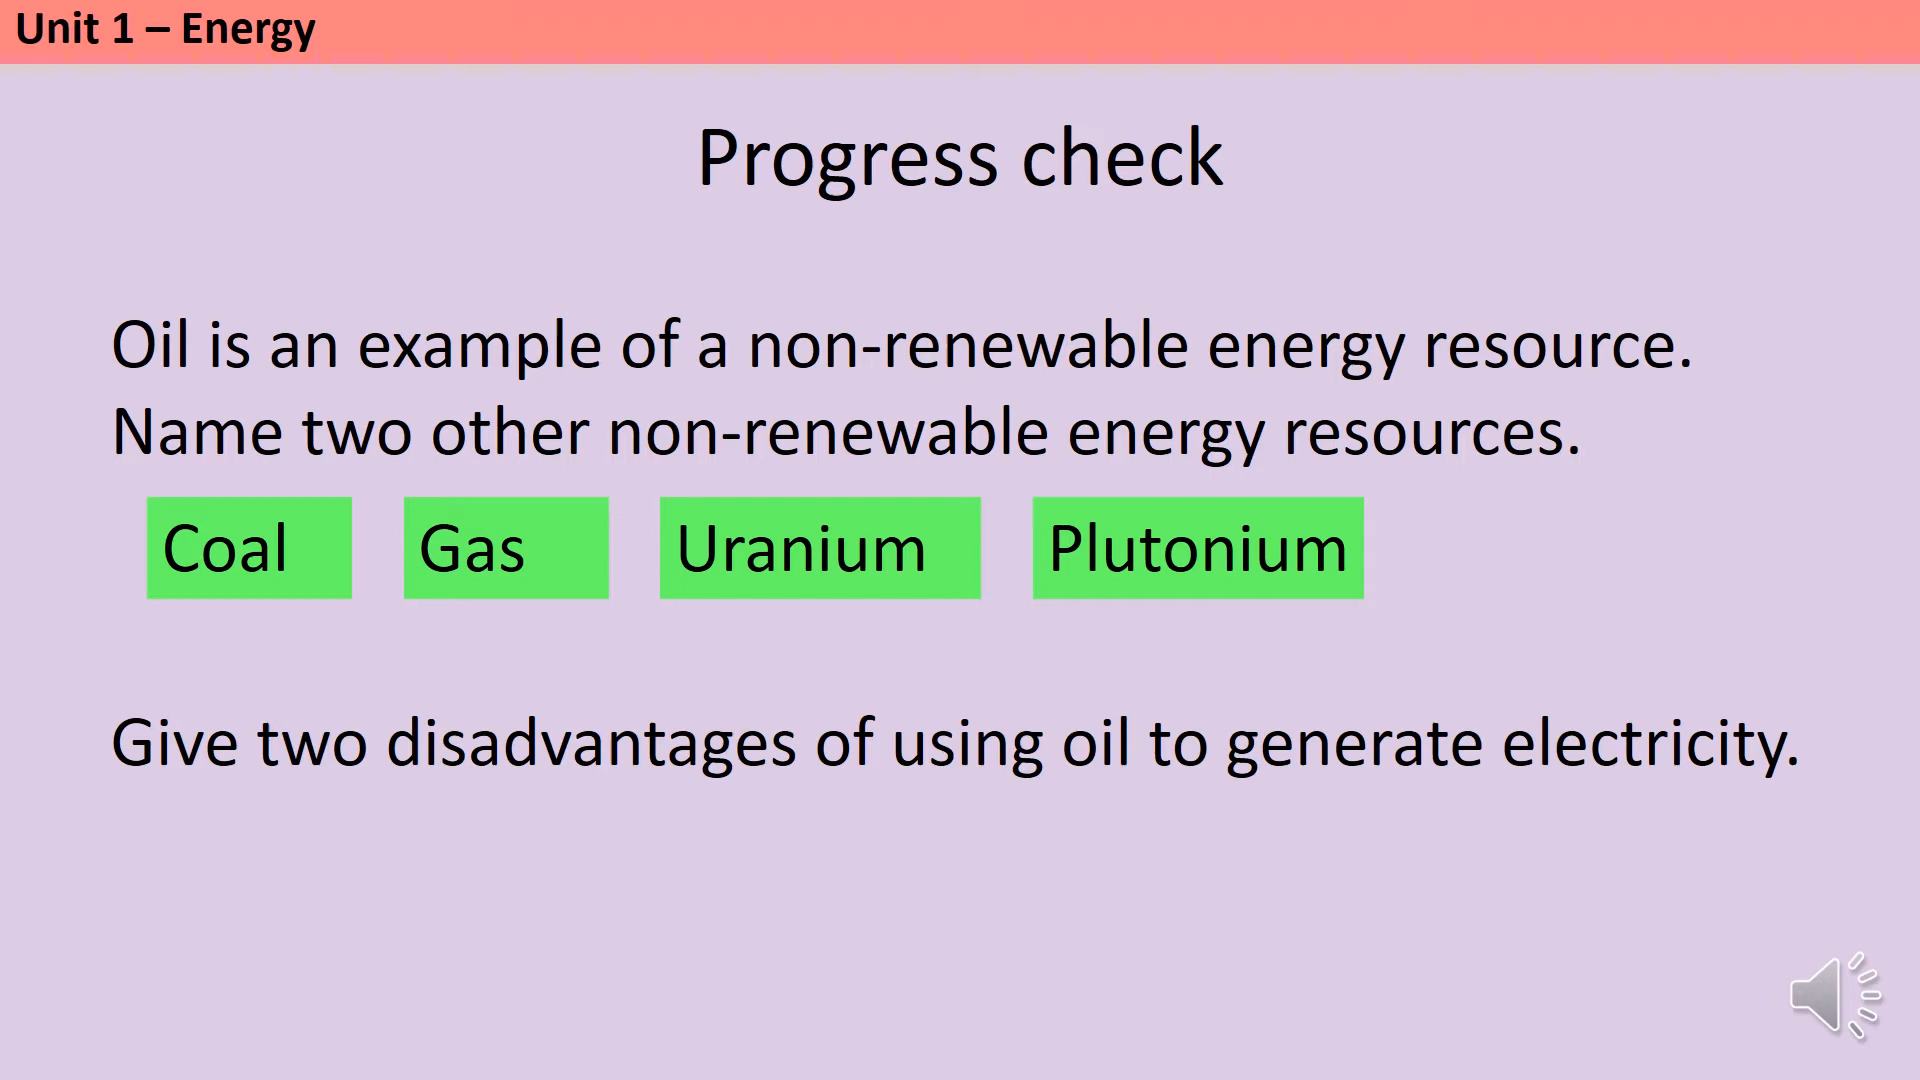 Unit 1 – Energy
Progress check
Oil is an example of a non-renewable energy resource.
Name two other non-renewable energy resources.
Coal Gas Uranium Plutonium
Give two disadvantages of using oil to generate electricity.